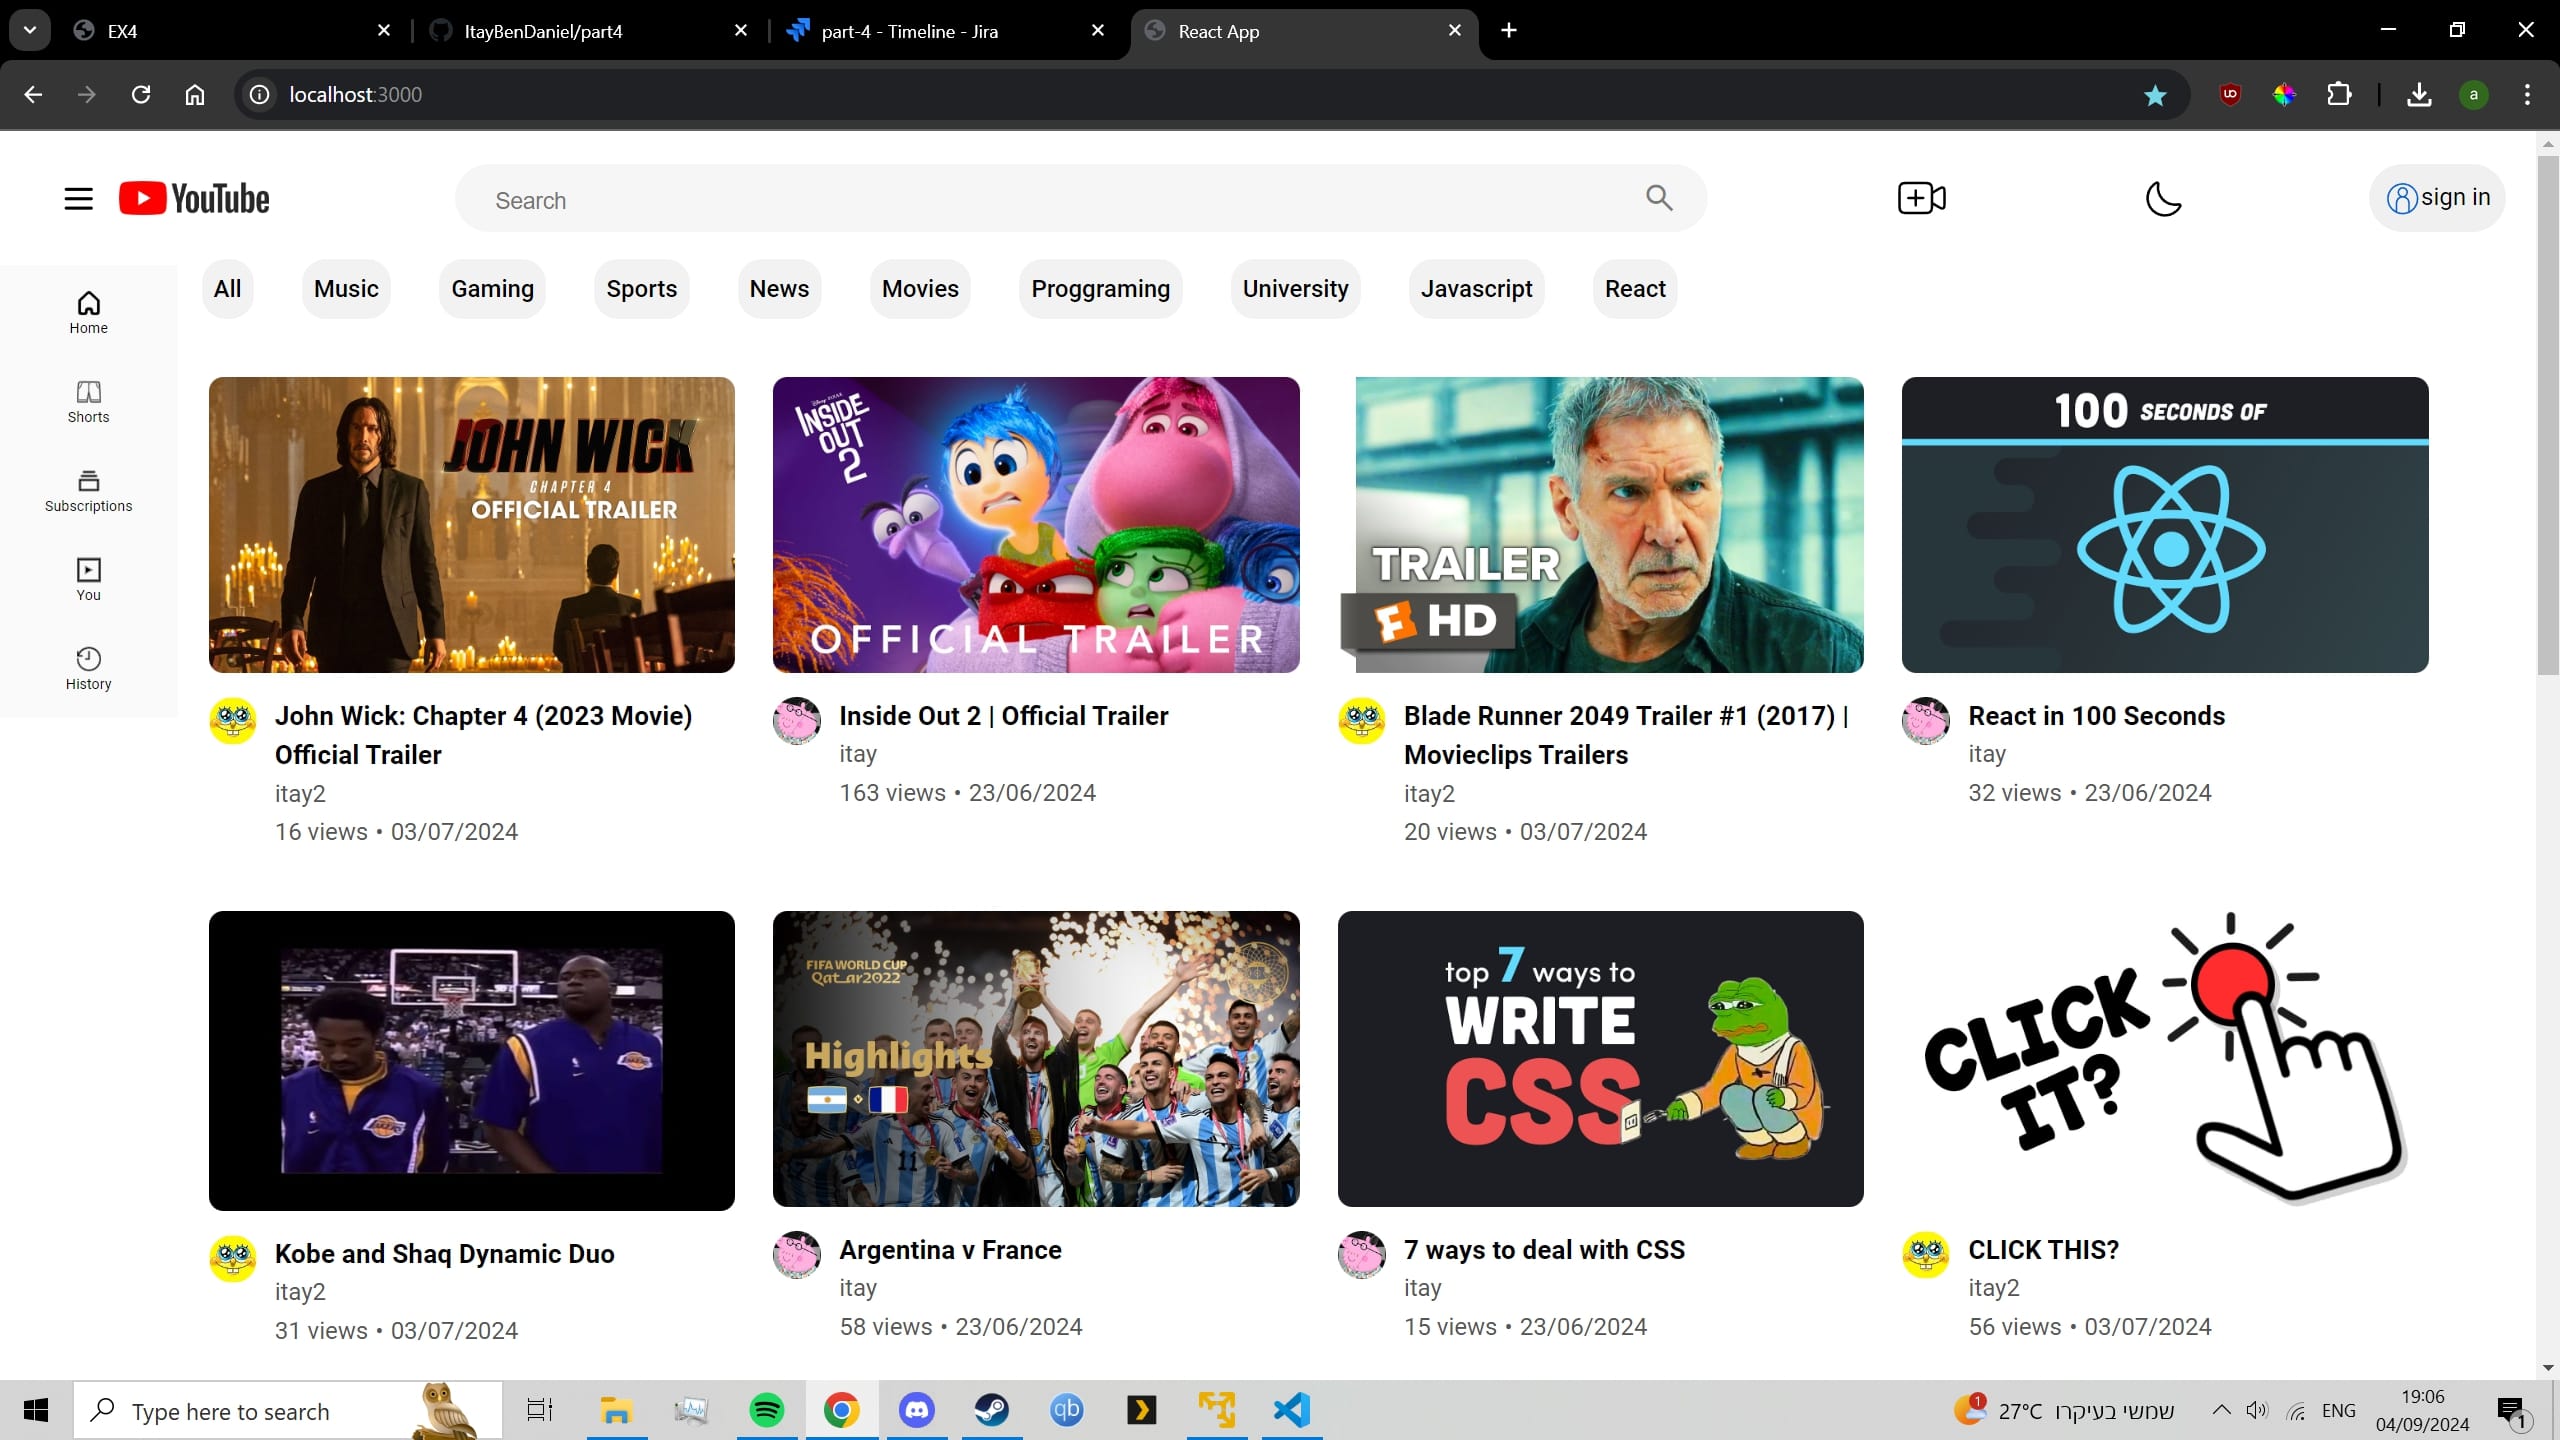 EX4
ItayBenDaniel/part4
part-4 - Timeline - Jira
React App
localhost:3000
a
YouTube
Search
sign in
All
Music
Gaming
Sports
News
Movies
Proggraming
University
Javascript
React
Home
Shorts
Subscriptions
You
History
JOHN WICK
CHAPTER 4
OFFICIAL TRAILER
John Wick: Chapter 4 (2023 Movie)
Official Trailer
itay2
16 views • 03/07/2024
INSIDE
OUT
2
OFFICIAL TRAILER
Inside Out 2 | Official Trailer
itay
163 views • 23/06/2024
TRAILER
F HD
Blade Runner 2049 Trailer #1 (2017) |
Movieclips Trailers
itay2
20 views • 03/07/2024
100 SECONDS OF
React in 100 Seconds
itay
32 views • 23/06/2024
LAKERS
Kobe and Shaq Dynamic Duo
itay2
31 views • 03/07/2024
FIFA WORLD CUP
Qatar2022
Highlights
11
Argentina v France
itay
58 views • 23/06/2024
top 7 ways to
WRITE
CSS
7 ways to deal with CSS
itay
15 views • 23/06/2024
CLICK
IT?
CLICK THIS?
itay2
56 views • 03/07/2024
Type here to search
qb
1
27°C שמשי בעיקרו
ENG
19:06
04/09/2024
1